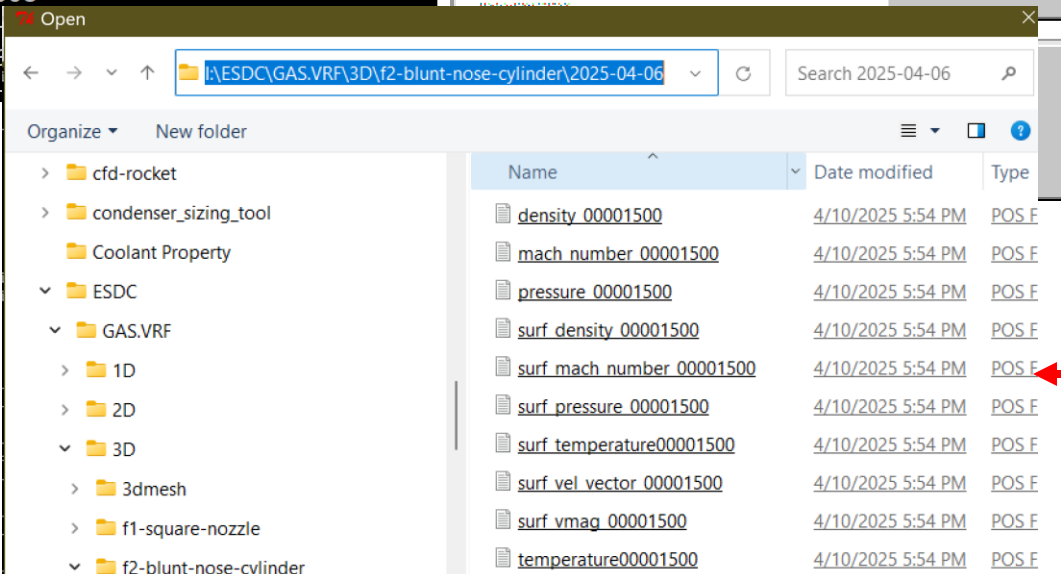 Open
I:\ESDC\GAS.VRF\3D\f2-blunt-nose-cylinder\2025-04-06
Search 2025-04-06
Organize
New folder
cfd-rocket
condenser_sizing_tool
Coolant Property
ESDC
GAS.VRF
1D
2D
3D
3dmesh
f1-square-nozzle
f2-blunt-nose-cylinder
Name Date modified Type
density_00001500 4/10/2025 5:54 PM POS F
mach_number_00001500 4/10/2025 5:54 PM POS F
pressure_00001500 4/10/2025 5:54 PM POS F
surf_density_00001500 4/10/2025 5:54 PM POS F
surf_mach_number_00001500 4/10/2025 5:54 PM POS F
surf_pressure_00001500 4/10/2025 5:54 PM POS F
surf_temperature00001500 4/10/2025 5:54 PM POS F
surf_vel_vector_00001500 4/10/2025 5:54 PM POS F
surf_vmag_00001500 4/10/2025 5:54 PM POS F
temperature00001500 4/10/2025 5:54 PM POS F